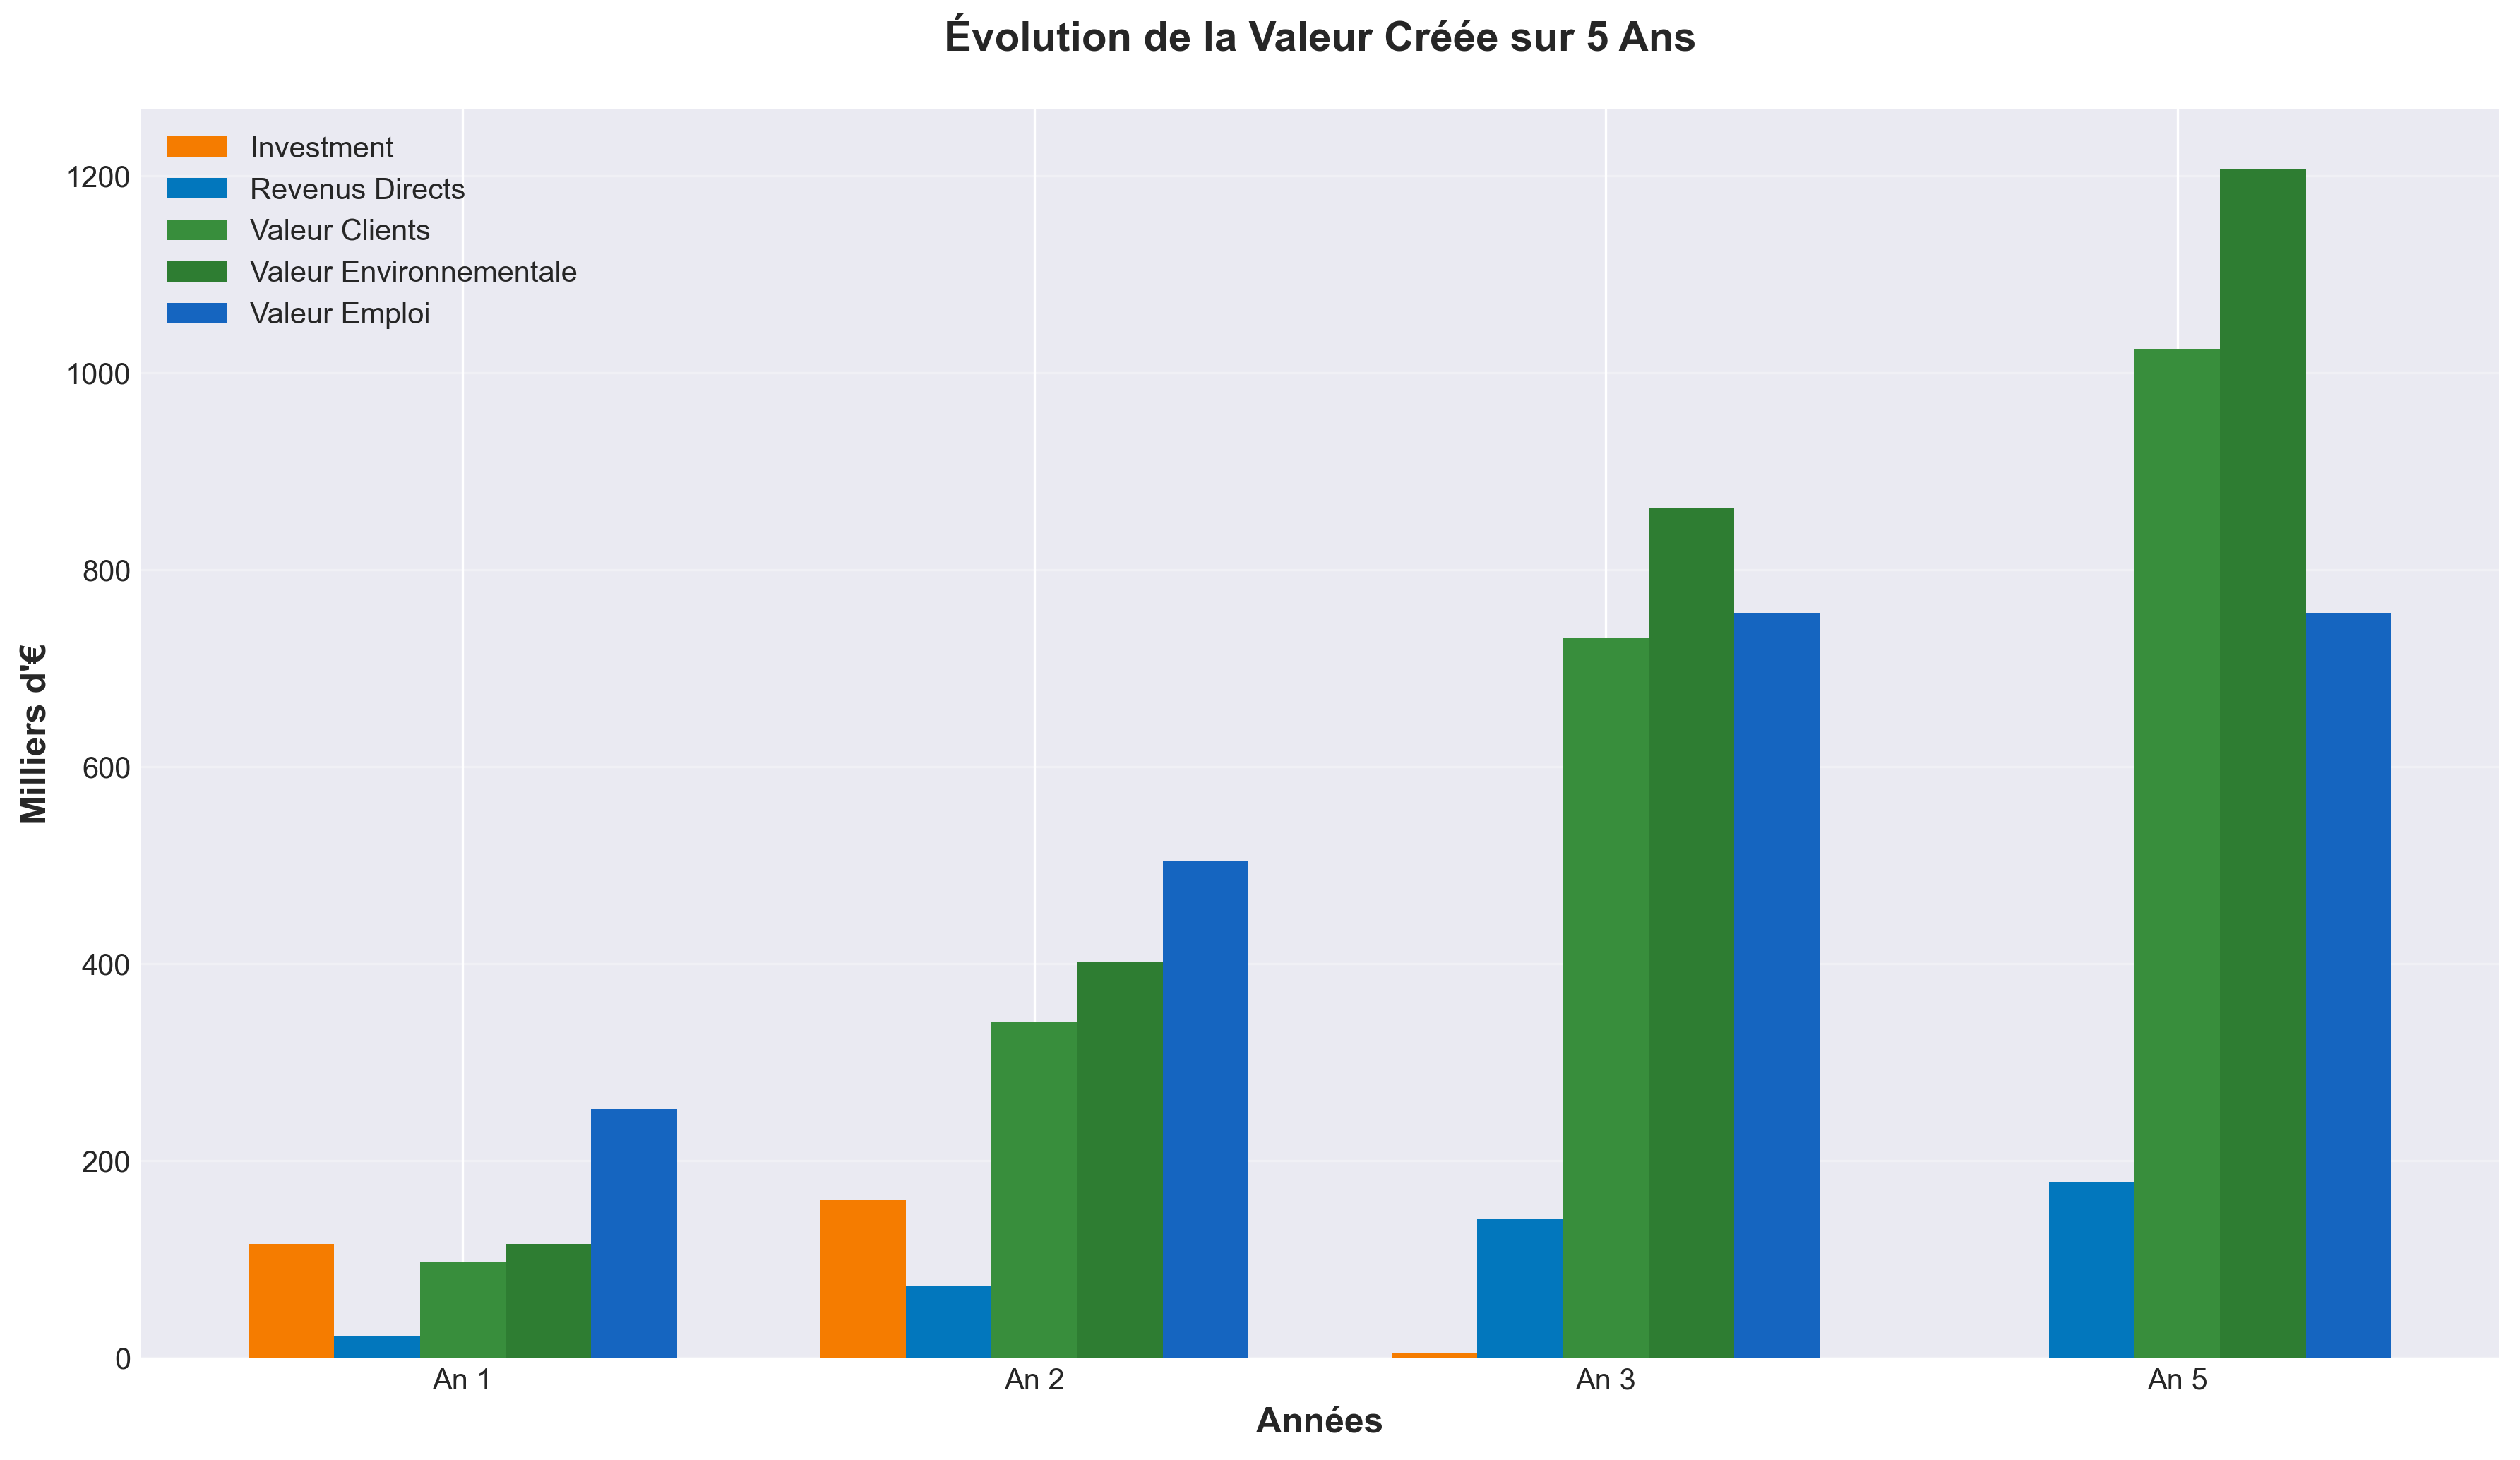 Évolution de la Valeur Créée sur 5 Ans
Investment
Revenus Directs
Valeur Clients
Valeur Environnementale
Valeur Emploi
Milliers d'€
1200
1000
800
600
400
200
0
An 1
An 2
An 3
An 5
Années